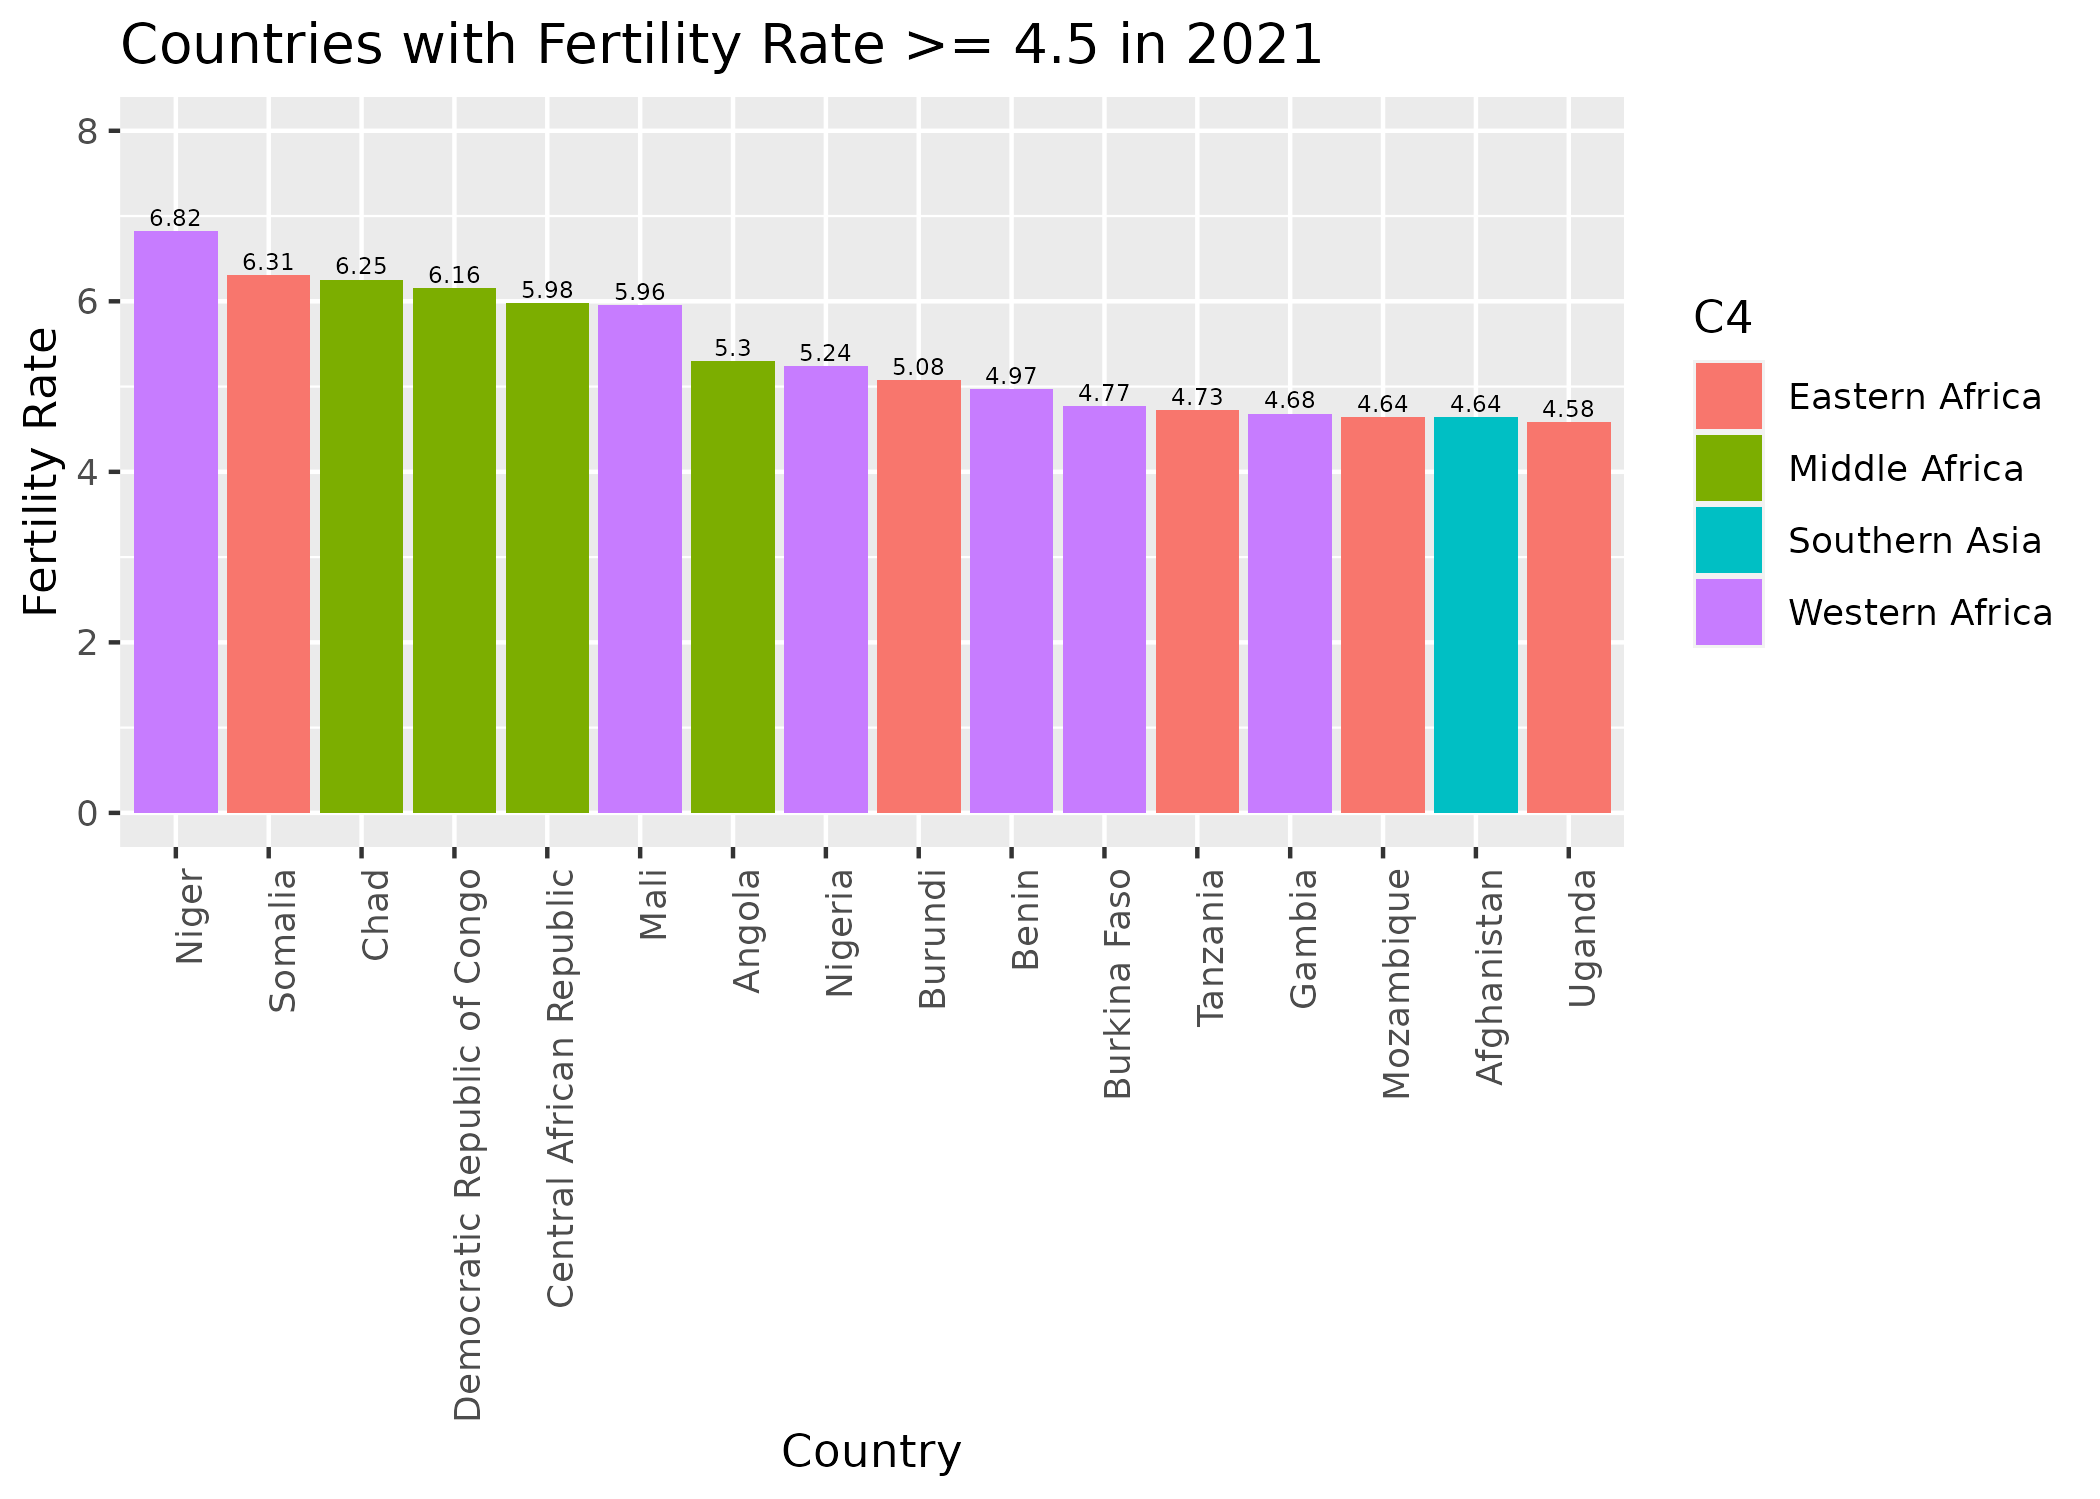 Countries with Fertility Rate >= 4.5 in 2021
Fertility Rate
8
6
4
2
0
6.82
6.31
6.25
6.16
5.98
5.96
5.3
5.24
5.08
4.97
4.77
4.73
4.68
4.64
4.64
4.58
Niger
Somalia
Chad
Democratic Republic of Congo
Central African Republic
Mali
Angola
Nigeria
Burundi
Benin
Burkina Faso
Tanzania
Gambia
Mozambique
Afghanistan
Uganda
Country
C4
Eastern Africa
Middle Africa
Southern Asia
Western Africa